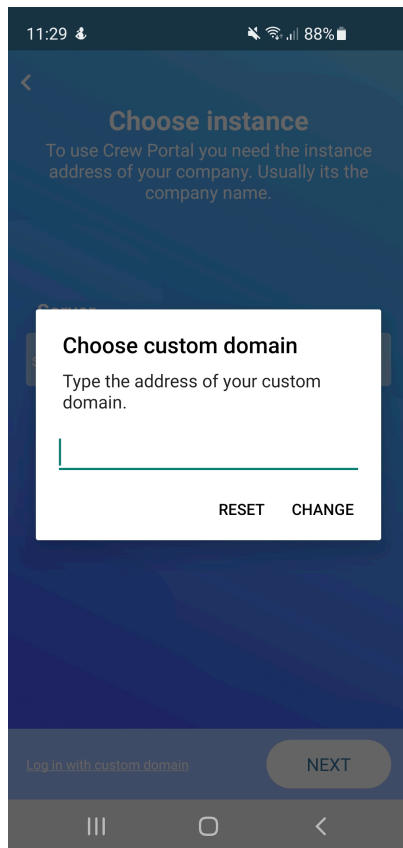 11:29 88%
Choose instance
To use Crew Portal you need the instance
address of your company. Usually its the
company name.
Server
Choose custom domain
Type the address of your custom
domain.
RESET CHANGE
Log in with custom domain NEXT